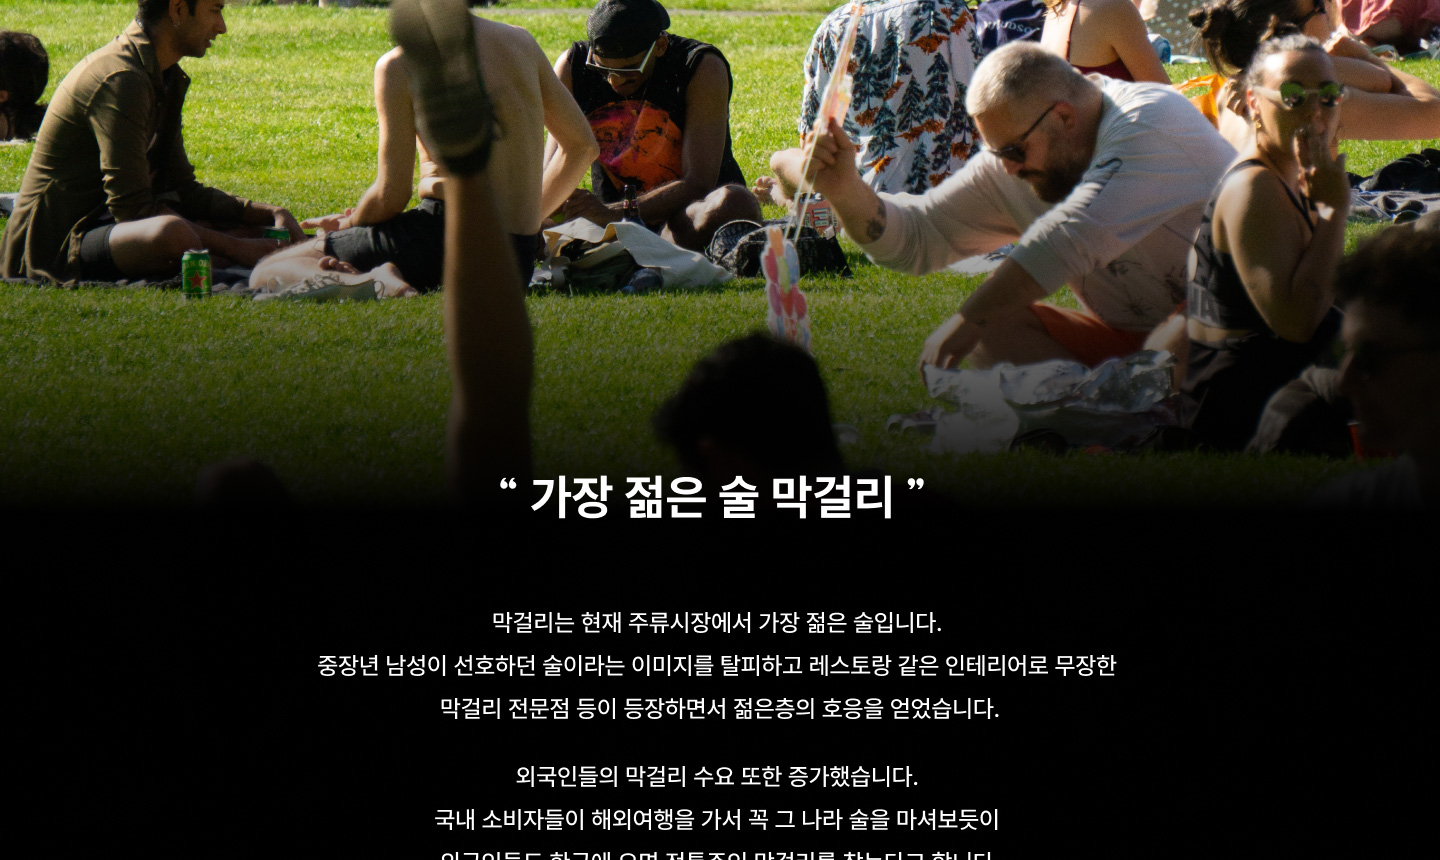 “ 가장 젊은 술 막걸리 ”
막걸리는 현재 주류시장에서 가장 젊은 술입니다.
중장년 남성이 선호하던 술이라는 이미지를 탈피하고 레스토랑 같은 인테리어로 무장한
막걸리 전문점 등이 등장하면서 젊은층의 호응을 얻었습니다.
외국인들의 막걸리 수요 또한 증가했습니다.
국내 소비자들이 해외여행을 가서 꼭 그 나라 술을 마셔보듯이